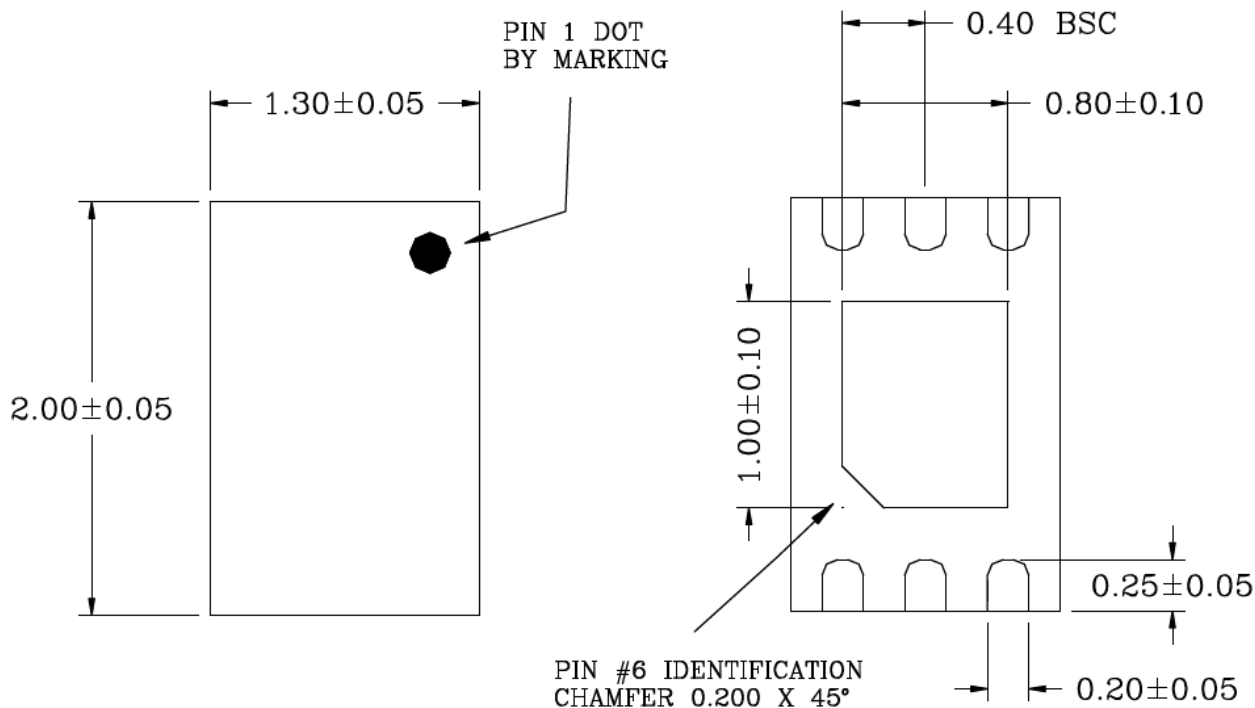 PIN 1 DOT
BY MARKING
0.40 BSC
1.30±0.05
0.80±0.10
2.00±0.05
1.00±0.10
0.25±0.05
PIN #6 IDENTIFICATION
CHAMFER 0.200 X 45°
0.20±0.05